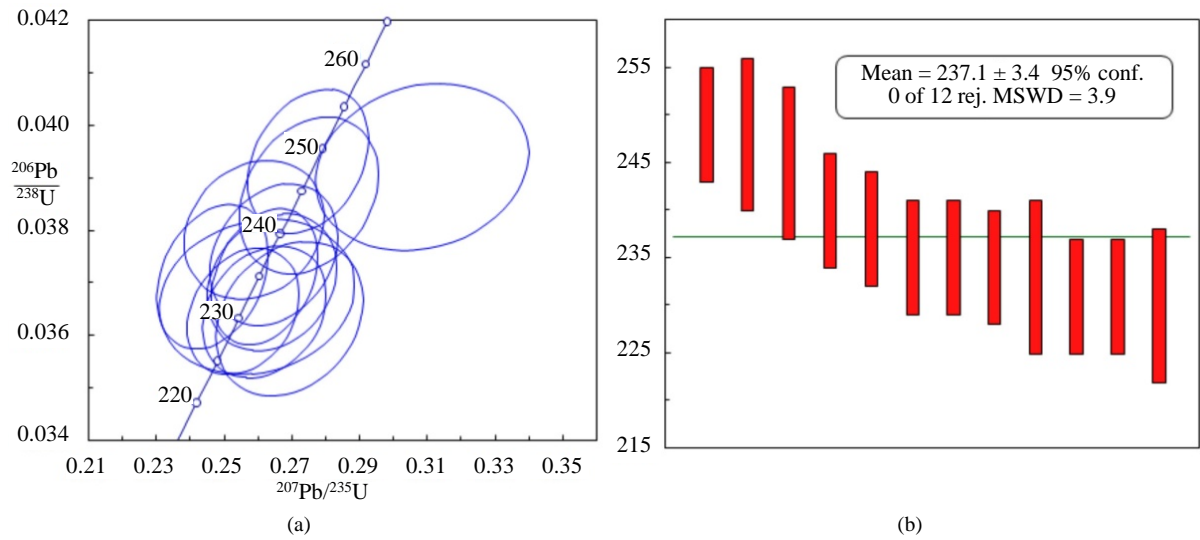 0.042
0.040
0.038
0.036
0.034
²⁰⁶Pb
²³⁸U
260
250
240
230
220
0.21 0.23 0.25 0.27 0.29 0.31 0.33 0.35
²⁰⁷Pb/²³⁵U
(a)
255
245
235
225
215
Mean = 237.1 ± 3.4 95% conf.
0 of 12 rej. MSWD = 3.9
(b)